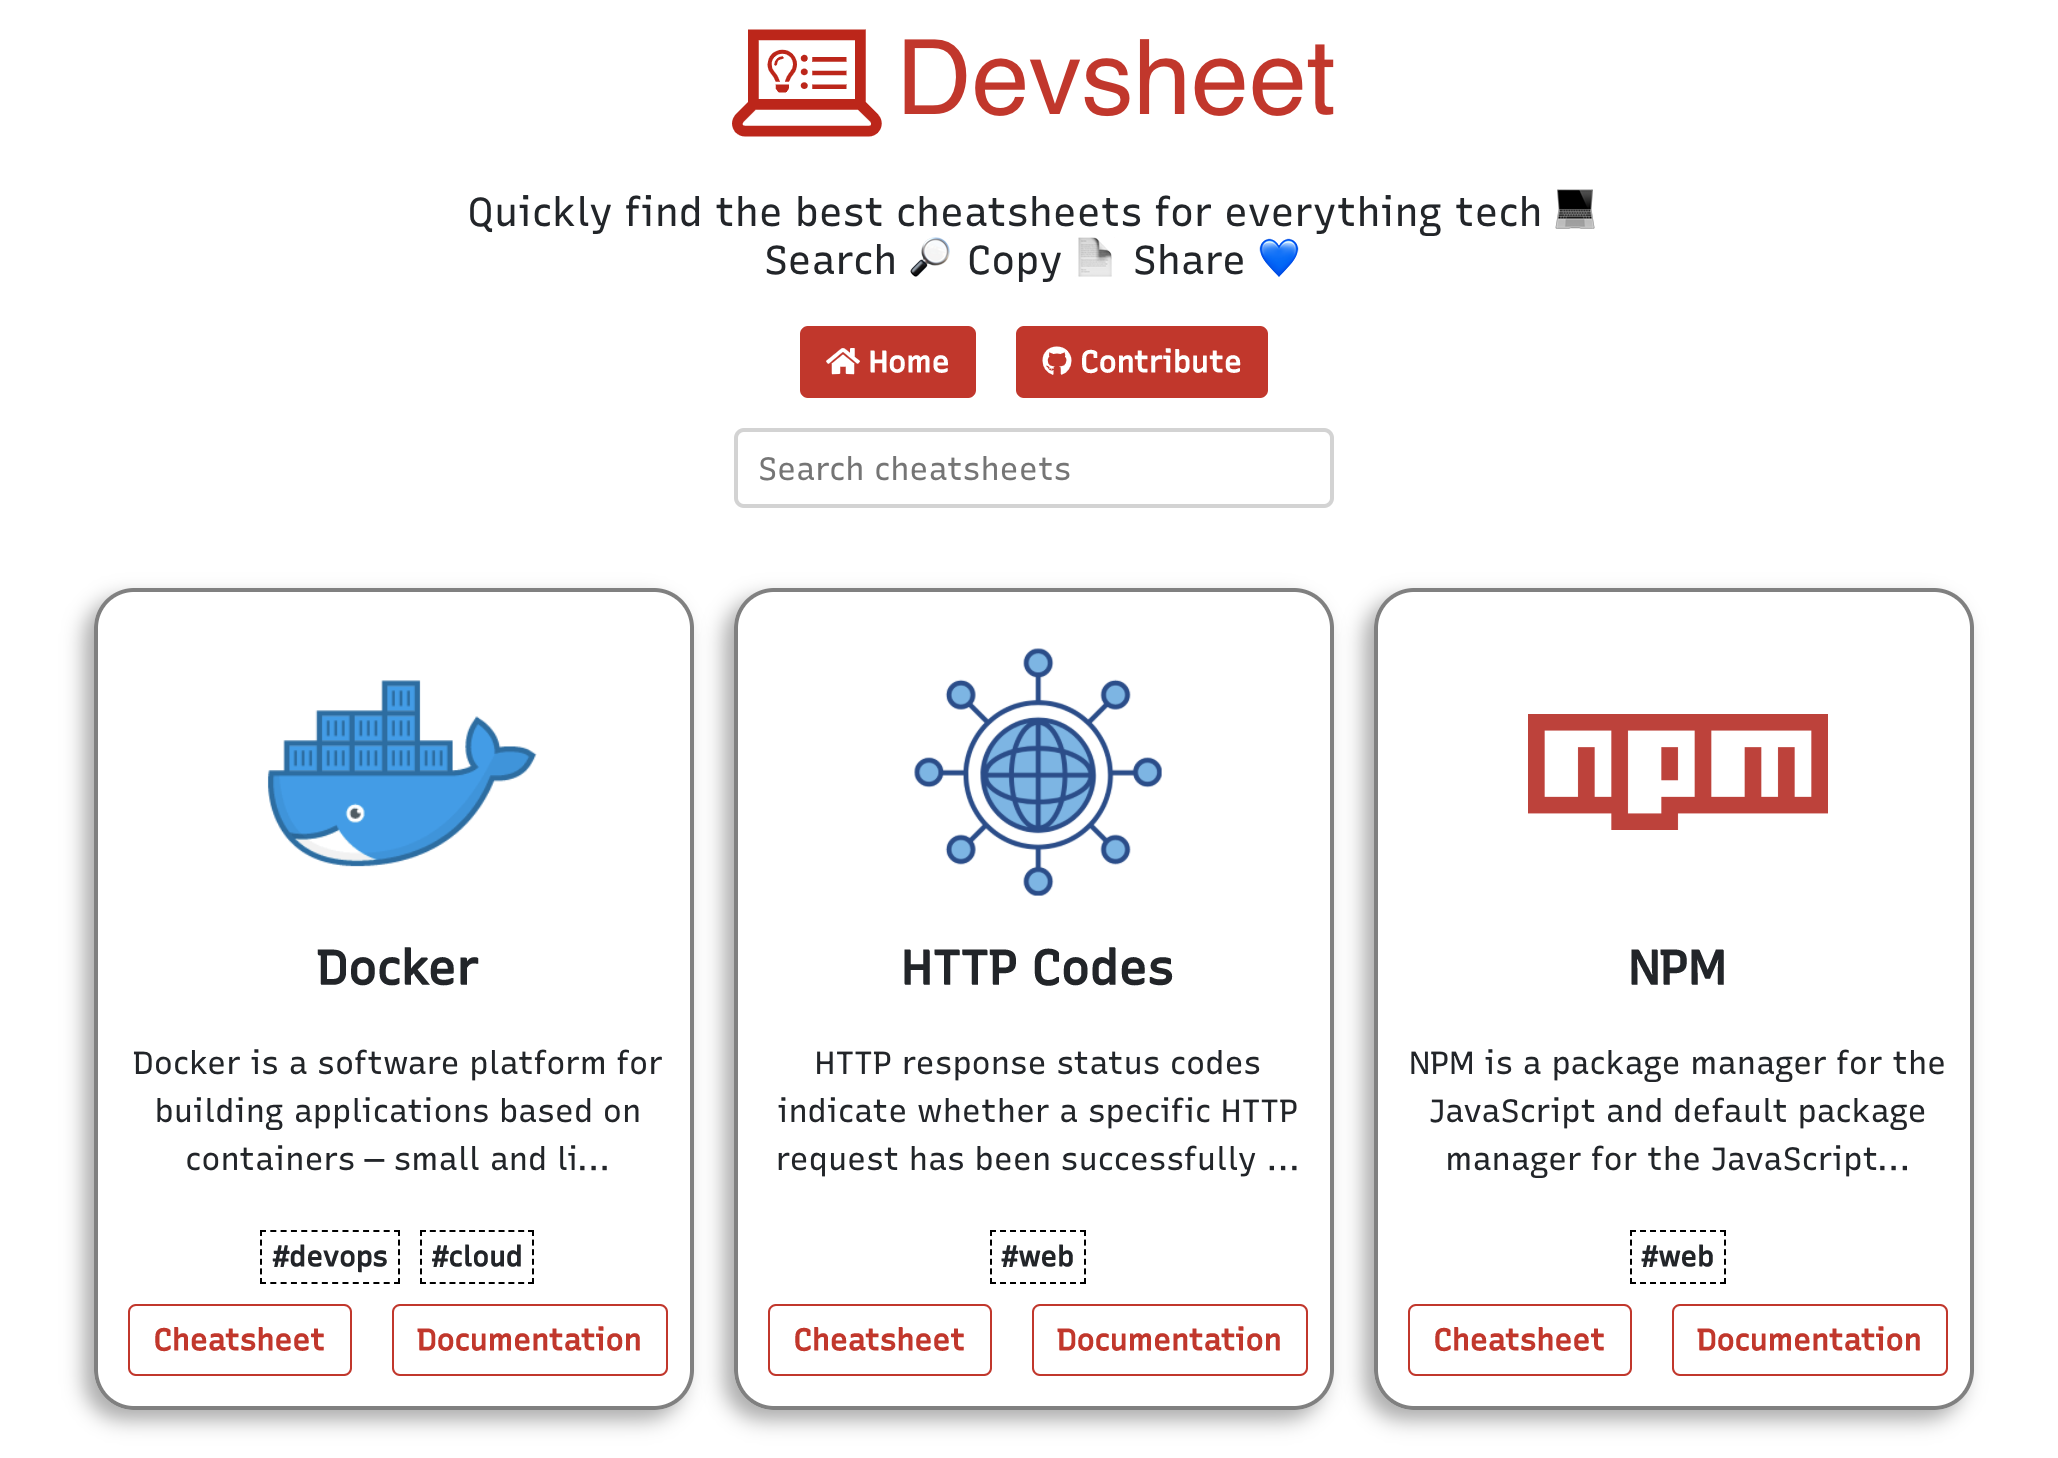 Devsheet
Quickly find the best cheatsheets for everything tech 💻
Search 🔎 Copy 📄 Share 💙
Home
Contribute
Search cheatsheets
npm
Docker
Docker is a software platform for
building applications based on
containers — small and li...
#devops #cloud
Cheatsheet Documentation
HTTP Codes
HTTP response status codes
indicate whether a specific HTTP
request has been successfully ...
#web
Cheatsheet Documentation
NPM
NPM is a package manager for the
JavaScript and default package
manager for the JavaScript...
#web
Cheatsheet Documentation